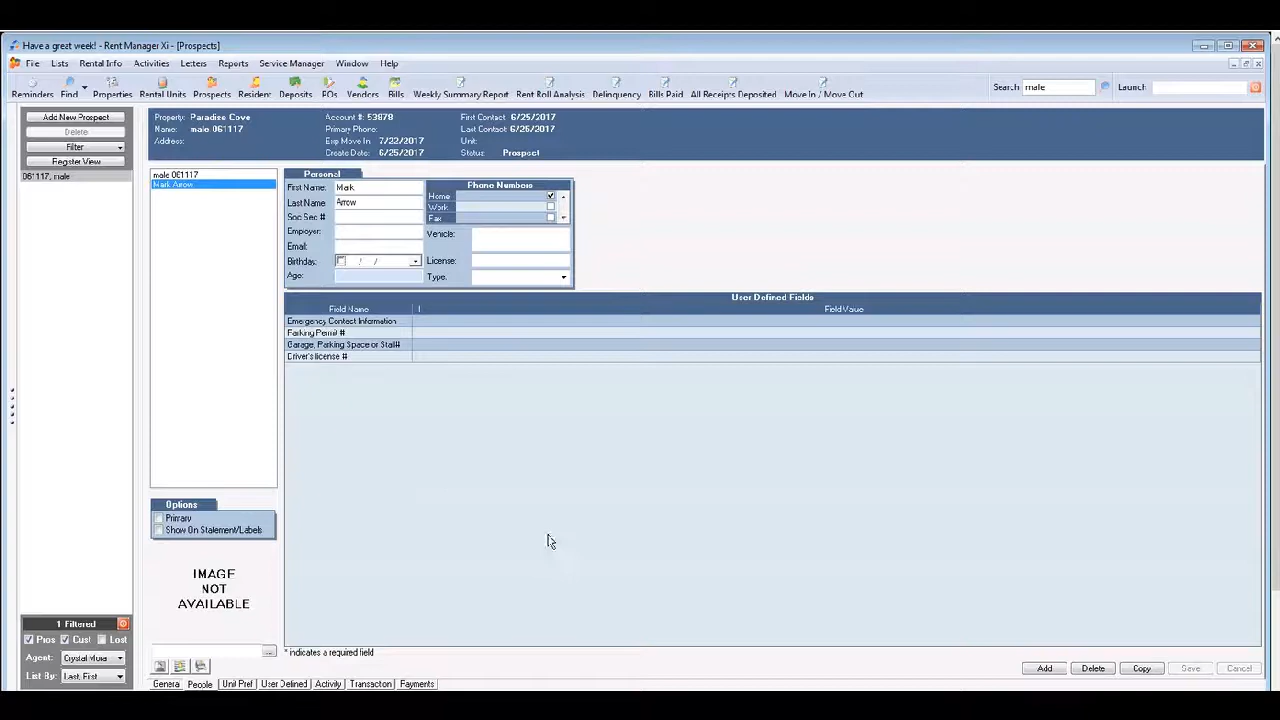 Have a great week! - Rent Manager Xi - [Prospects]
File Lists Rental Info Activities Letters Reports Service Manager Window Help
Reminders Find Properties Rental Units Prospects Resident Deposits POs Vendors Bills Weekly Summary Report Rent Roll Analysis Delinquency Bills Paid All Receipts Deposited Move In / Move Out Search male Launch
Add New Prospect
Delete
Filter
Register View
061117, male
Property: Paradise Cove Account #: 53878 First Contact 6/25/2017
Name: male 061117 Primary Phone: Last Contact 6/26/2017
Address: Exp Move In: 7/22/2017 Unit:
Create Date: 6/25/2017 Status: Prospect
male 061117
Mark Arrow
Personal
First Name: Mark
Last Name: Arrow
Soc Sec #
Employer:
Email:
Birthday: / /
Age:
Phone Numbers
Home
Work
Fax
Vehicle:
License:
Type:
User Defined Fields
Field Name Field Value
Emergency Contact Information
Parking Permit #
Garage, Parking Space or Stall#
Driver's license #
Options
Primary
Show On Statement/Labels
IMAGE
NOT
AVAILABLE
...
1 Filtered
Pros Cust Lost
Agent:
List By: Last, First
* indicates a required field
Add Delete Copy Save Cancel
General People Unit Pref User Defined Activity Transaction Payments